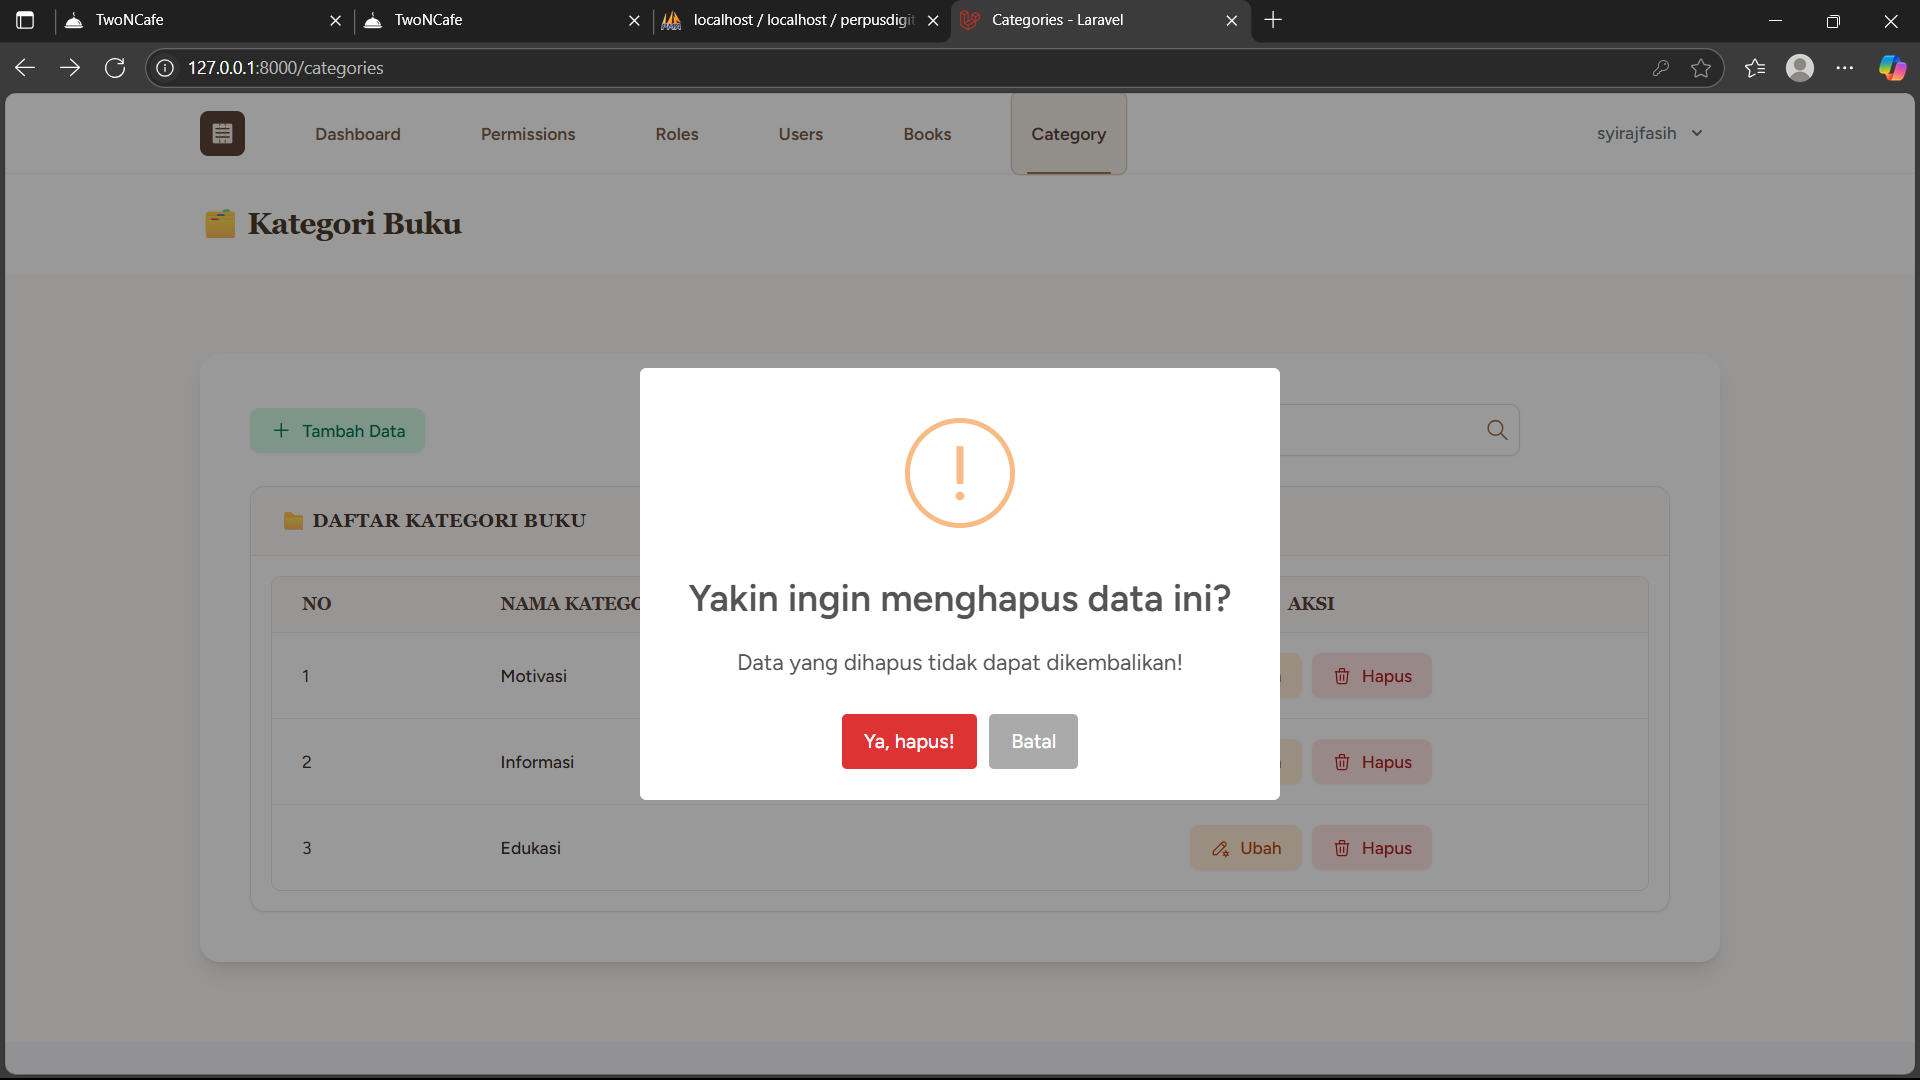 TwoNCafe
TwoNCafe
localhost / localhost / perpusdigit
Categories - Laravel
127.0.0.1:8000/categories
Dashboard
Permissions
Roles
Users
Books
Category
syirajfasih
Kategori Buku
Tambah Data
DAFTAR KATEGORI BUKU
NO
NAMA KATEGO
AKSI
1
Motivasi
Hapus
2
Informasi
Hapus
3
Edukasi
Ubah
Hapus
Yakin ingin menghapus data ini?
Data yang dihapus tidak dapat dikembalikan!
Ya, hapus!
Batal